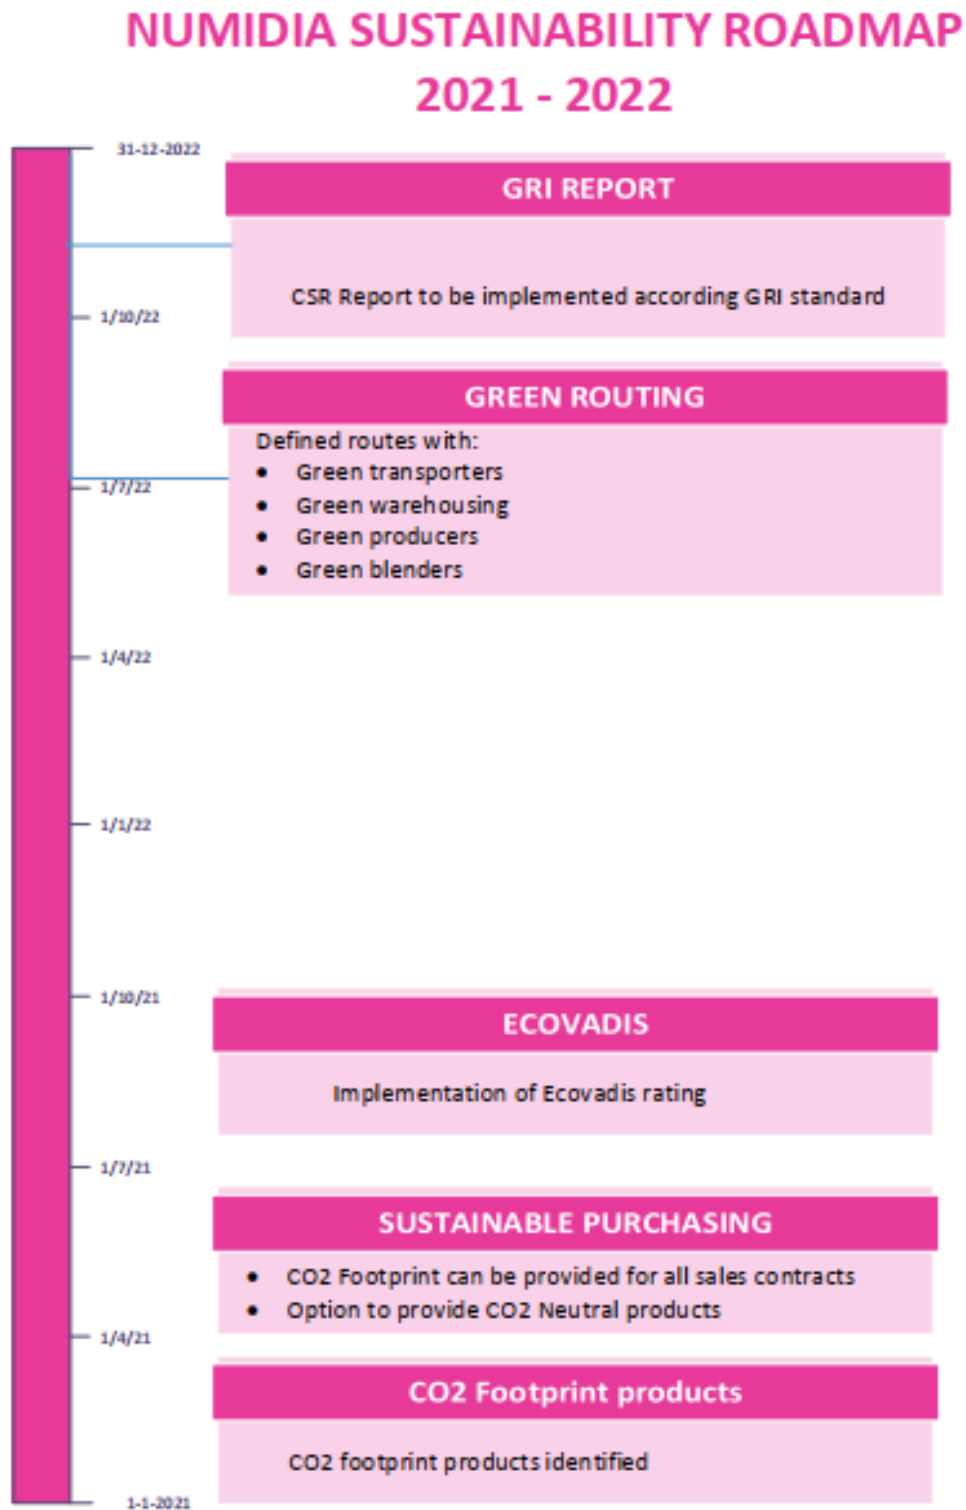 NUMIDIA SUSTAINABILITY ROADMAP
2021 - 2022
31-12-2022
GRI REPORT
CSR Report to be implemented according GRI standard
1/10/22
GREEN ROUTING
Defined routes with:
• Green transporters
1/7/22
• Green warehousing
• Green producers
• Green blenders
1/4/22
1/1/22
1/10/21
ECOVADIS
Implementation of Ecovadis rating
1/7/21
SUSTAINABLE PURCHASING
• CO2 Footprint can be provided for all sales contracts
• Option to provide CO2 Neutral products
1/4/21
CO2 Footprint products
CO2 footprint products identified
1-1-2021